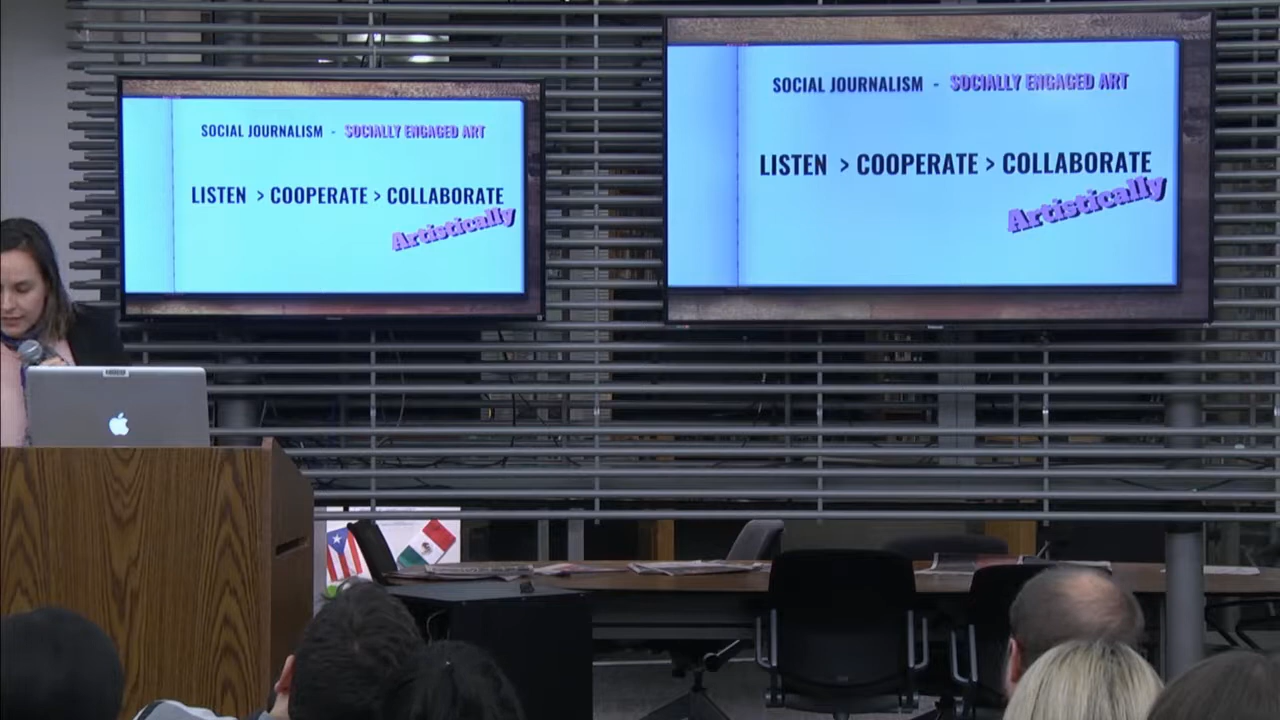 SOCIAL JOURNALISM - SOCIALLY ENGAGED ART
LISTEN > COOPERATE > COLLABORATE
Artistically
SOCIAL JOURNALISM - SOCIALLY ENGAGED ART
LISTEN > COOPERATE > COLLABORATE
Artistically